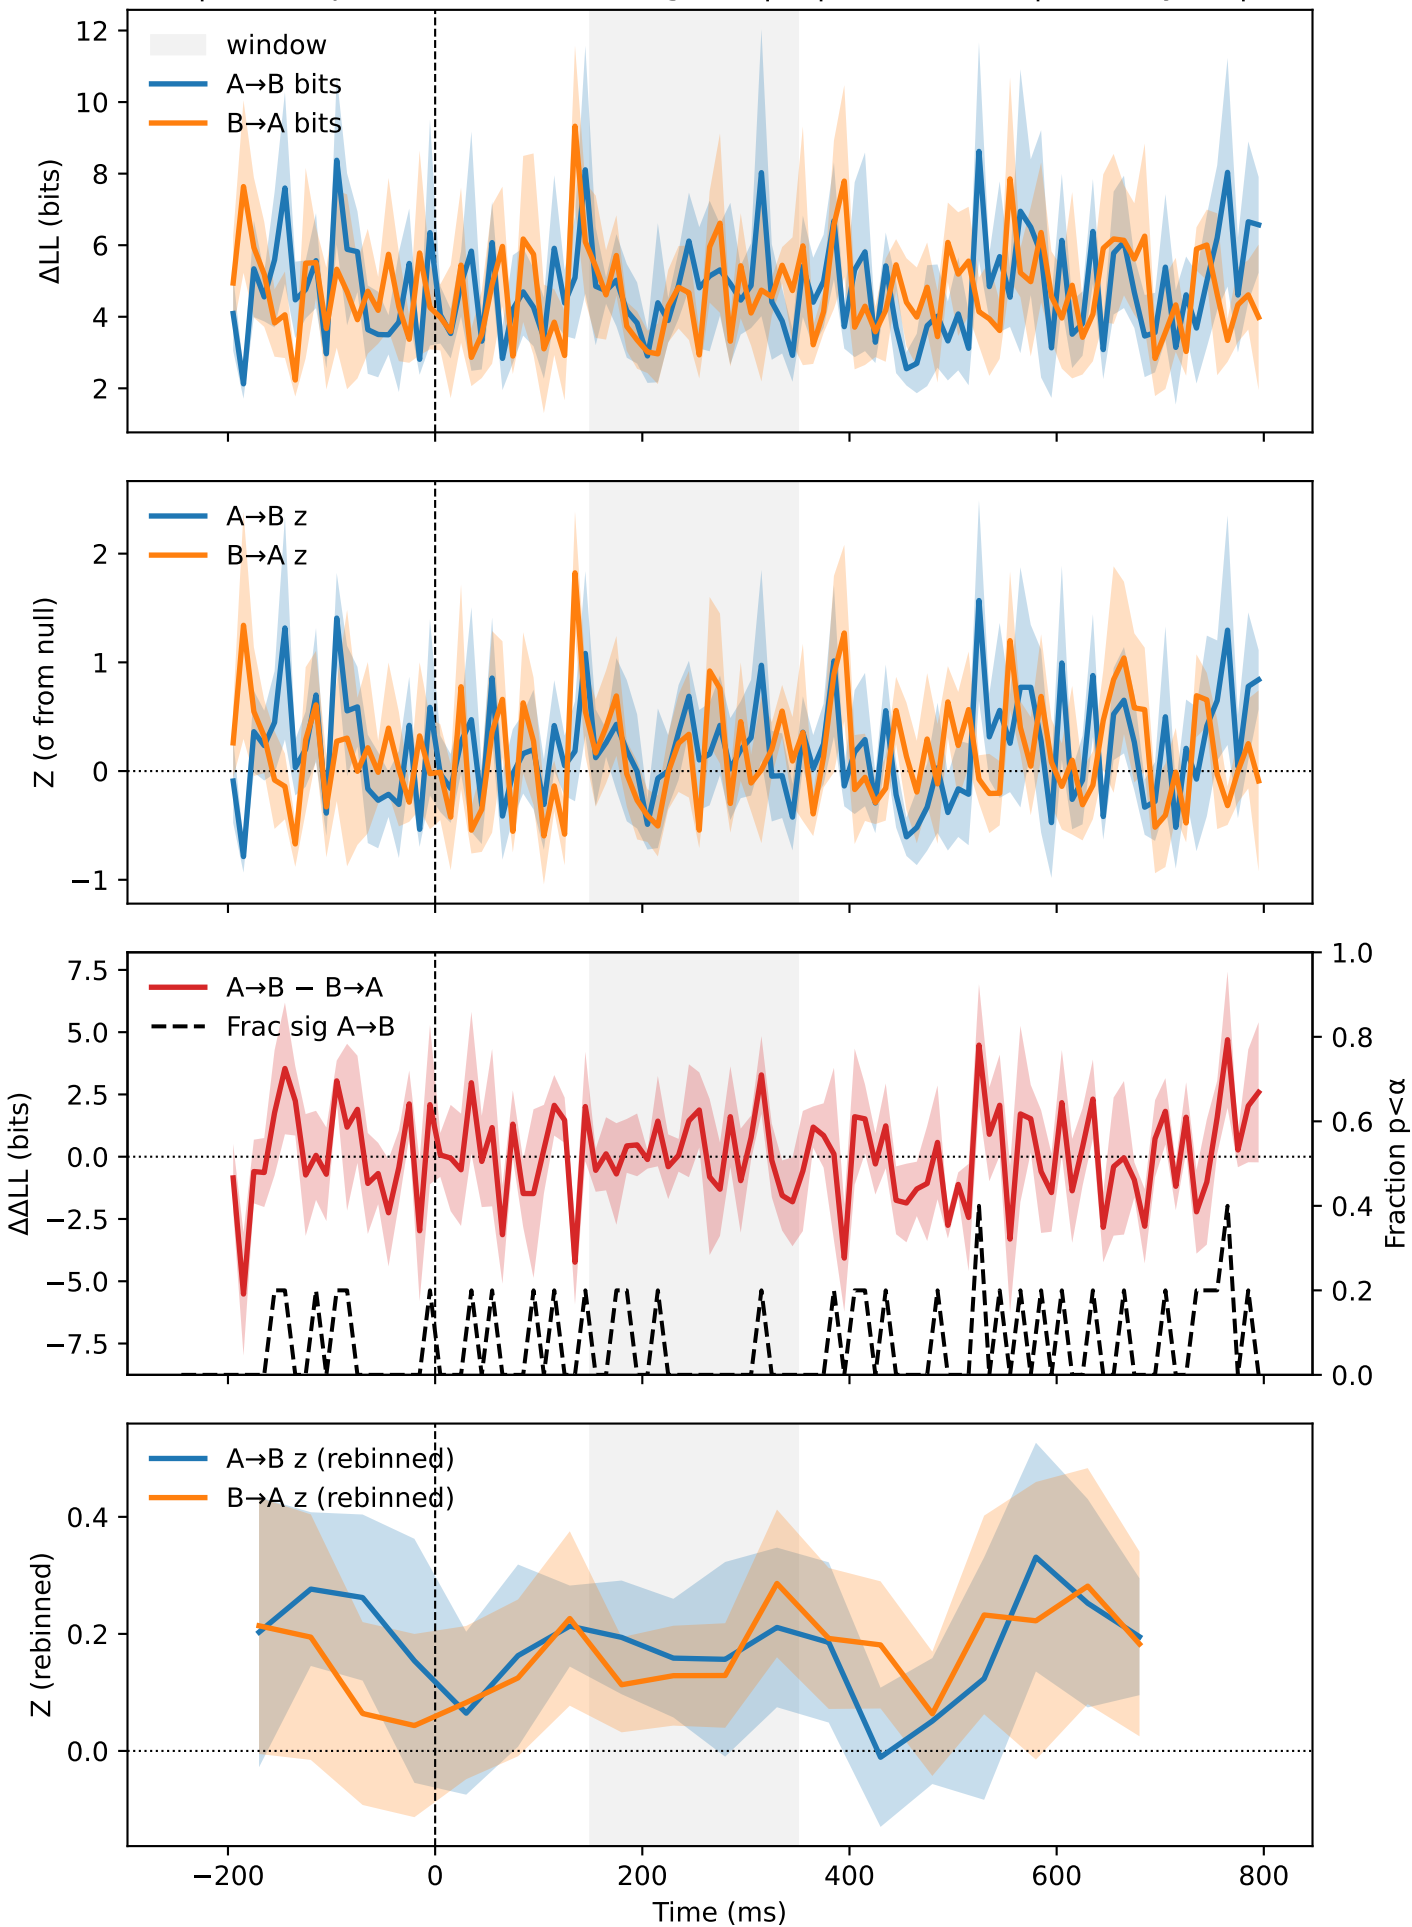 12
10
8
6
4
2
ΔLL (bits)
window
A→B bits
B→A bits
2
1
0
−1
Z (σ from null)
A→B z
B→A z
7.5
5.0
2.5
0.0
−2.5
−5.0
−7.5
ΔΔLL (bits)
A→B − B→A
Frac sig A→B
1.0
0.8
0.6
0.4
0.2
0.0
Fraction p<α
0.4
0.2
0.0
Z (rebinned)
A→B z (rebinned)
B→A z (rebinned)
−200
0
200
400
600
800
Time (ms)